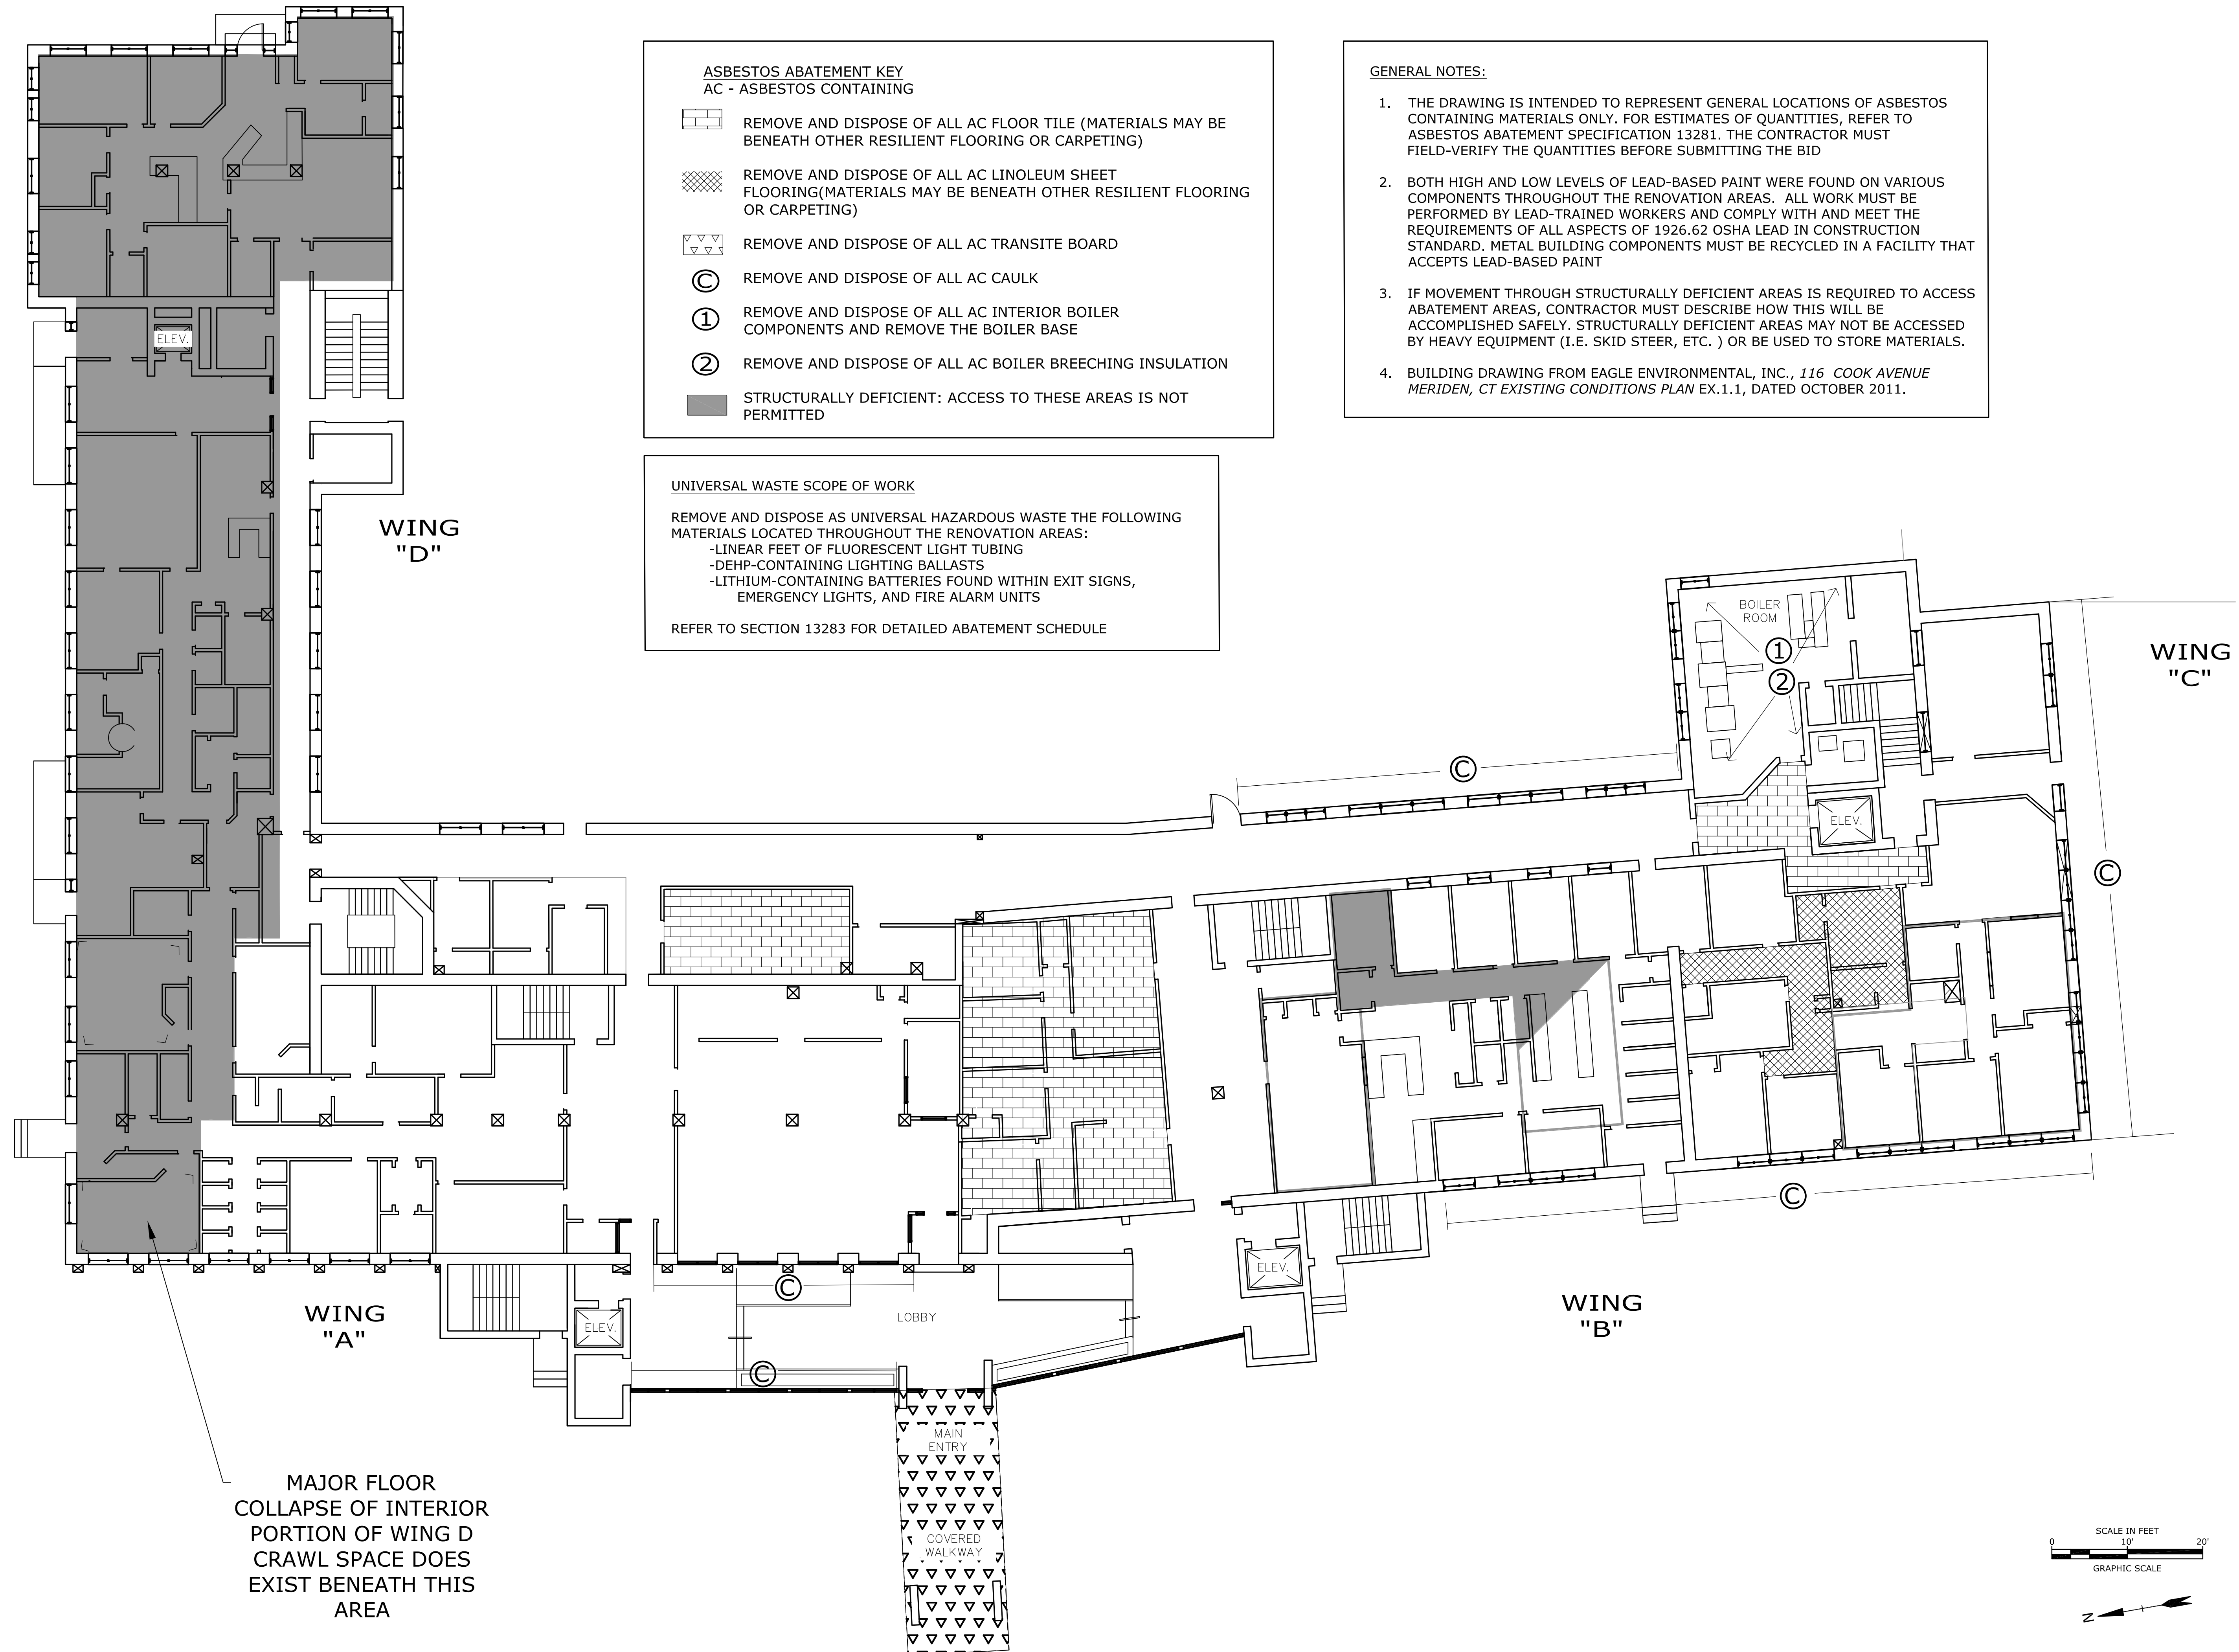 ASBESTOS ABATEMENT KEY
AC - ASBESTOS CONTAINING
REMOVE AND DISPOSE OF ALL AC FLOOR TILE (MATERIALS MAY BE
BENEATH OTHER RESILIENT FLOORING OR CARPETING)
REMOVE AND DISPOSE OF ALL AC LINOLEUM SHEET
FLOORING(MATERIALS MAY BE BENEATH OTHER RESILIENT FLOORING
OR CARPETING)
REMOVE AND DISPOSE OF ALL AC TRANSITE BOARD
C REMOVE AND DISPOSE OF ALL AC CAULK
1 REMOVE AND DISPOSE OF ALL AC INTERIOR BOILER
COMPONENTS AND REMOVE THE BOILER BASE
2 REMOVE AND DISPOSE OF ALL AC BOILER BREECHING INSULATION
STRUCTURALLY DEFICIENT: ACCESS TO THESE AREAS IS NOT
PERMITTED
GENERAL NOTES:
1. THE DRAWING IS INTENDED TO REPRESENT GENERAL LOCATIONS OF ASBESTOS
CONTAINING MATERIALS ONLY. FOR ESTIMATES OF QUANTITIES, REFER TO
ASBESTOS ABATEMENT SPECIFICATION 13281. THE CONTRACTOR MUST
FIELD-VERIFY THE QUANTITIES BEFORE SUBMITTING THE BID
2. BOTH HIGH AND LOW LEVELS OF LEAD-BASED PAINT WERE FOUND ON VARIOUS
COMPONENTS THROUGHOUT THE RENOVATION AREAS. ALL WORK MUST BE
PERFORMED BY LEAD-TRAINED WORKERS AND COMPLY WITH AND MEET THE
REQUIREMENTS OF ALL ASPECTS OF 1926.62 OSHA LEAD IN CONSTRUCTION
STANDARD. METAL BUILDING COMPONENTS MUST BE RECYCLED IN A FACILITY THAT
ACCEPTS LEAD-BASED PAINT
3. IF MOVEMENT THROUGH STRUCTURALLY DEFICIENT AREAS IS REQUIRED TO ACCESS
ABATEMENT AREAS, CONTRACTOR MUST DESCRIBE HOW THIS WILL BE
ACCOMPLISHED SAFELY. STRUCTURALLY DEFICIENT AREAS MAY NOT BE ACCESSED
BY HEAVY EQUIPMENT (I.E. SKID STEER, ETC. ) OR BE USED TO STORE MATERIALS.
4. BUILDING DRAWING FROM EAGLE ENVIRONMENTAL, INC., 116 COOK AVENUE
MERIDEN, CT EXISTING CONDITIONS PLAN EX.1.1, DATED OCTOBER 2011.
UNIVERSAL WASTE SCOPE OF WORK
REMOVE AND DISPOSE AS UNIVERSAL HAZARDOUS WASTE THE FOLLOWING
MATERIALS LOCATED THROUGHOUT THE RENOVATION AREAS:
-LINEAR FEET OF FLUORESCENT LIGHT TUBING
-DEHP-CONTAINING LIGHTING BALLASTS
-LITHIUM-CONTAINING BATTERIES FOUND WITHIN EXIT SIGNS,
EMERGENCY LIGHTS, AND FIRE ALARM UNITS
REFER TO SECTION 13283 FOR DETAILED ABATEMENT SCHEDULE
ELEV.
WING
"D"
BOILER
ROOM
1
2
WING
"C"
C
ELEV.
C
C
ELEV.
WING
"B"
C
LOBBY
WING
"A"
ELEV.
C
MAIN
ENTRY
COVERED
WALKWAY
MAJOR FLOOR
COLLAPSE OF INTERIOR
PORTION OF WING D
CRAWL SPACE DOES
EXIST BENEATH THIS
AREA
SCALE IN FEET
0 10' 20'
GRAPHIC SCALE
N